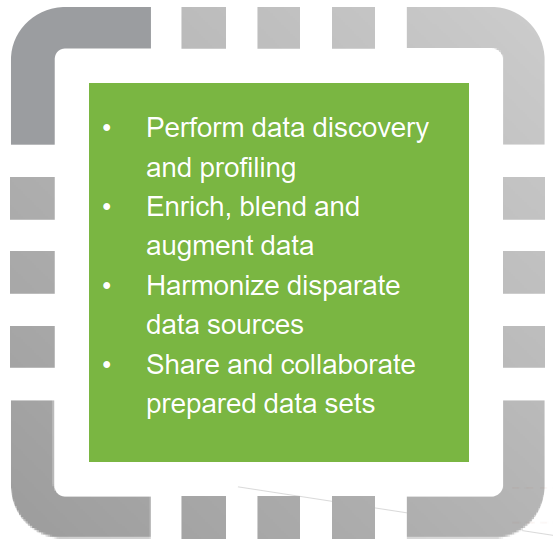 • Perform data discovery
and profiling
• Enrich, blend and
augment data
• Harmonize disparate
data sources
• Share and collaborate
prepared data sets